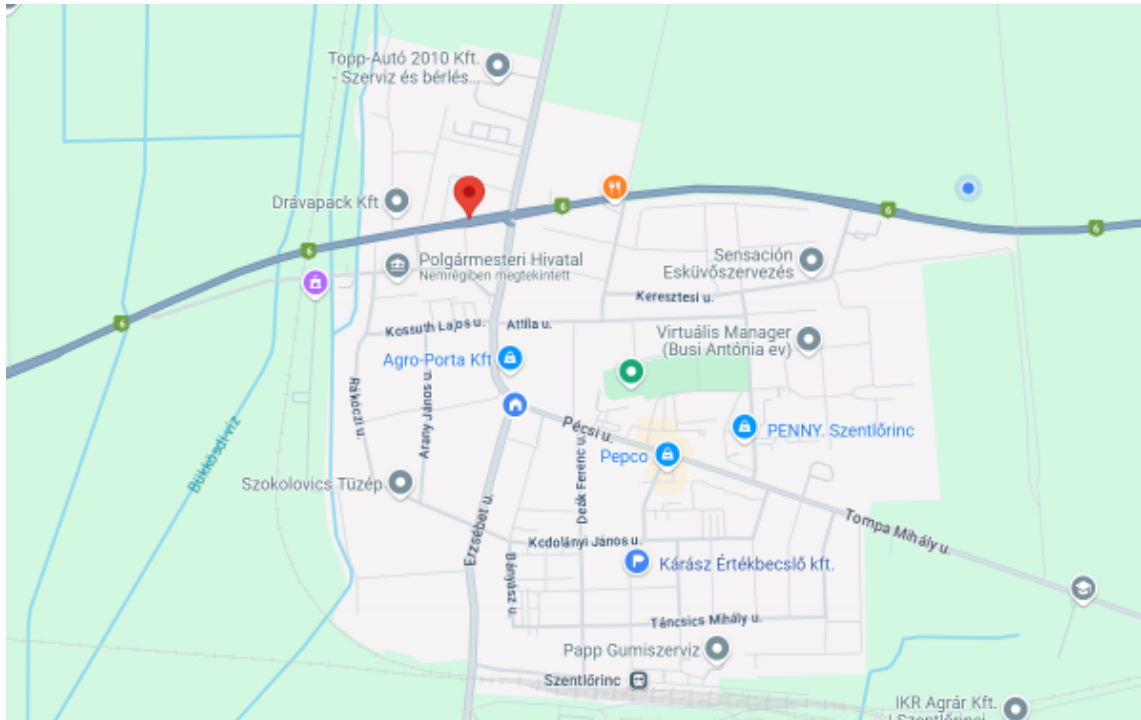 Topp-Autó 2010 Kft.
- Szerviz és bérlés...
Drávapack Kft
6
6
6
6
6
Polgármesteri Hivatal
Nemrégiben megtekintett
Sensación
Esküvőszervezés
Keresztesi u.
Kossuth Lajos u.
Attila u.
Virtuális Manager
(Busi Antónia ev)
Agro-Porta Kft
Rákóczi u.
Arany János u.
Pécsi u.
PENNY. Szentlőrinc
Bükkösdi-víz
Deák Ferenc u.
Pepco
Szokolovics Tüzép
Erzsébet u.
Tompa Mihály u.
Kodolányi János u.
Bányász u.
P
Kárász Értékbecslő kft.
Táncsics Mihály u.
Papp Gumiszerviz
Szentlőrinc
IKR Agrár Kft.
| Szentlőrinci